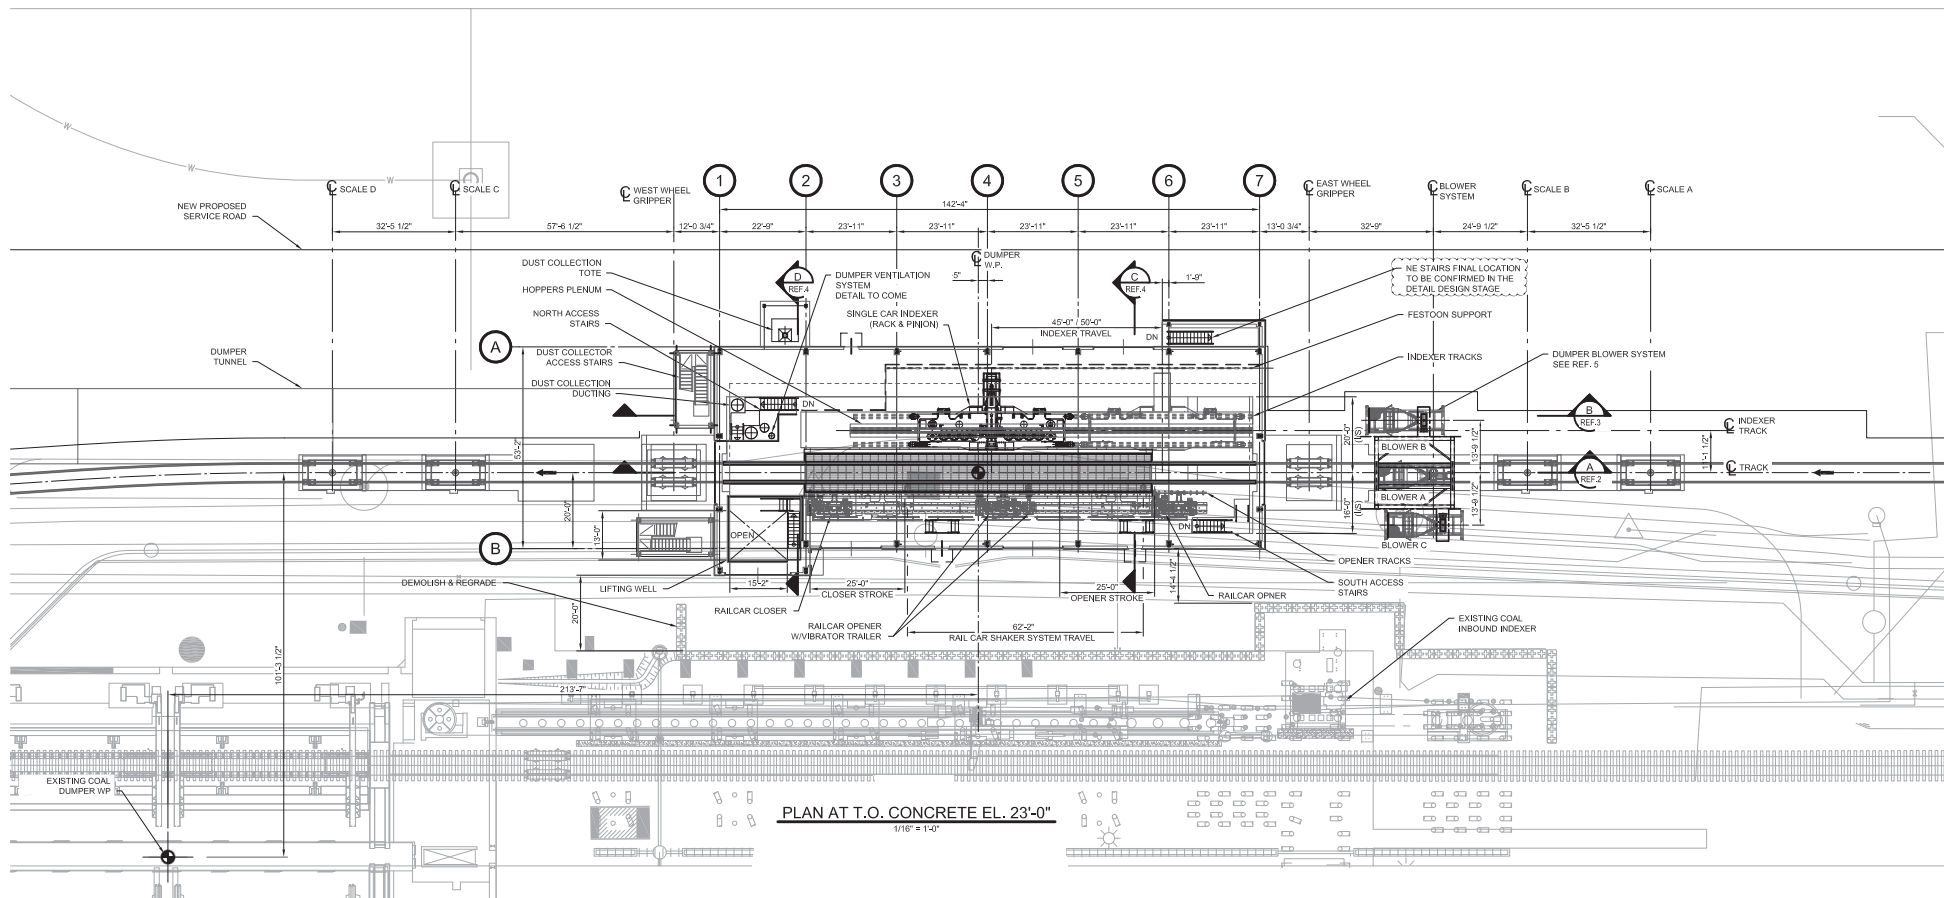 W
W
W
℄ SCALE D
℄ SCALE C
℄ WEST WHEEL
GRIPPER
1
2
3
4
5
6
7
℄ EAST WHEEL
GRIPPER
℄ BLOWER
SYSTEM
℄ SCALE B
℄ SCALE A
NEW PROPOSED
SERVICE ROAD
142'-4"
32'-5 1/2"
57'-6 1/2"
12'-0 3/4"
22'-9"
23'-11"
23'-11"
23'-11"
23'-11"
23'-11"
13'-0 3/4"
32'-9"
24'-9 1/2"
32'-5 1/2"
℄ DUMPER
W.P.
5"
DUST COLLECTION
TOTE
HOPPERS PLENUM
NORTH ACCESS
STAIRS
DUST COLLECTOR
ACCESS STAIRS
DUST COLLECTION
DUCTING
D
REF.4
DUMPER VENTILATION
SYSTEM
DETAIL TO COME
SINGLE CAR INDEXER
(RACK & PINION)
C
REF.4
1'-9"
45'-0" / 50'-0"
INDEXER TRAVEL
DN
NE STAIRS FINAL LOCATION
TO BE CONFIRMED IN THE
DETAIL DESIGN STAGE
FESTOON SUPPORT
INDEXER TRACKS
DUMPER BLOWER SYSTEM
SEE REF. 5
A
DUMPER
TUNNEL
DN
53'-2"
20'-0"
(I/S)
13'-9 1/2"
BLOWER B
B
REF.3
℄ INDEXER
TRACK
11'-1 1/2"
℄ TRACK
A
REF.2
BLOWER A
13'-9 1/2"
16'-0"
(I/S)
BLOWER C
20'-0"
13'-0"
B
OPEN
DN
DEMOLISH & REGRADE
LIFTING WELL
15'-2"
25'-0"
CLOSER STROKE
25'-0"
OPENER STROKE
14'-4 1/2"
OPENER TRACKS
SOUTH ACCESS
STAIRS
RAILCAR CLOSER
RAILCAR OPNER
20'-0"
RAILCAR OPENER
W/VIBRATOR TRAILER
62'-2"
RAIL CAR SHAKER SYSTEM TRAVEL
EXISTING COAL
INBOUND INDEXER
101'-3 1/2"
213'-7"
EXISTING COAL
DUMPER WP
PLAN AT T.O. CONCRETE EL. 23'-0"
1/16" = 1'-0"